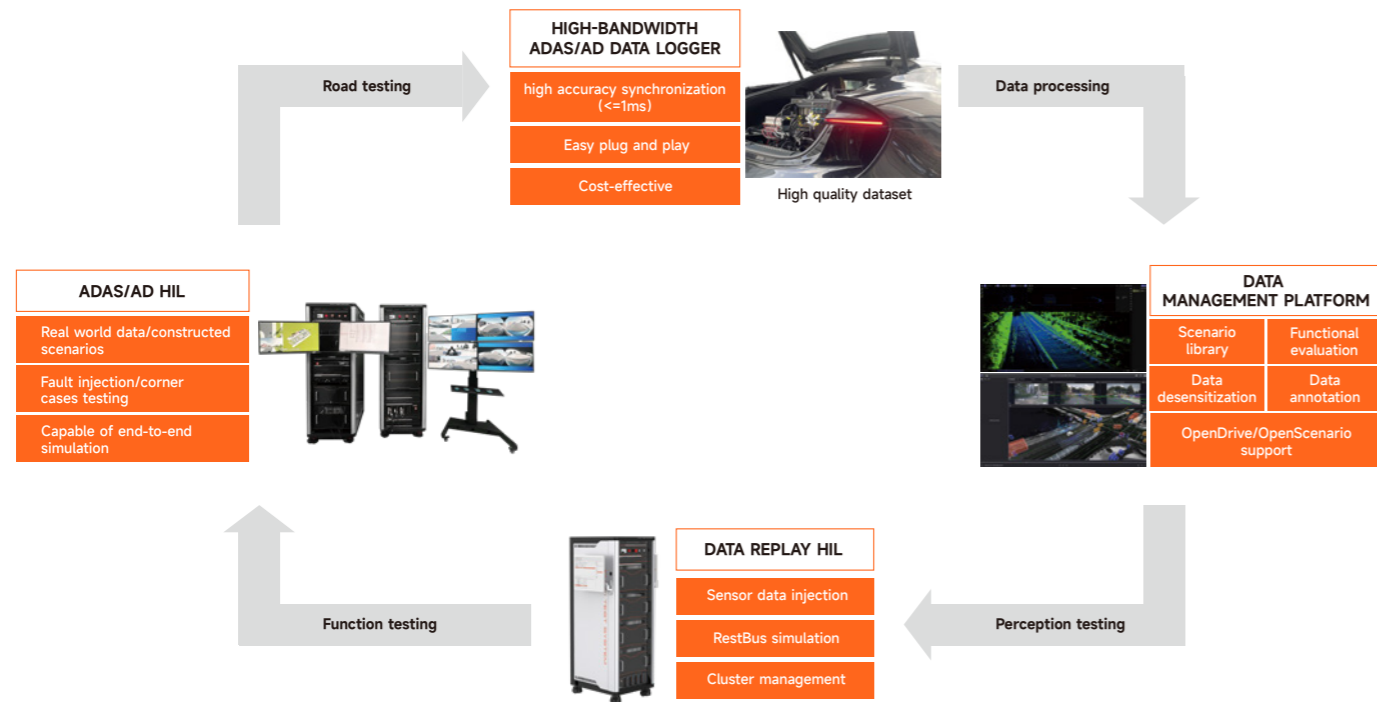 HIGH-BANDWIDTH
ADAS/AD DATA LOGGER
high accuracy synchronization
(<=1ms)
Easy plug and play
Cost-effective
High quality dataset
Road testing
Data processing
ADAS/AD HIL
Real world data/constructed
scenarios
Fault injection/corner
cases testing
Capable of end-to-end
simulation
DATA
MANAGEMENT PLATFORM
Scenario
library
Functional
evaluation
Data
desensitization
Data
annotation
OpenDrive/OpenScenario
support
DATA REPLAY HIL
Sensor data injection
RestBus simulation
Cluster management
Function testing
Perception testing